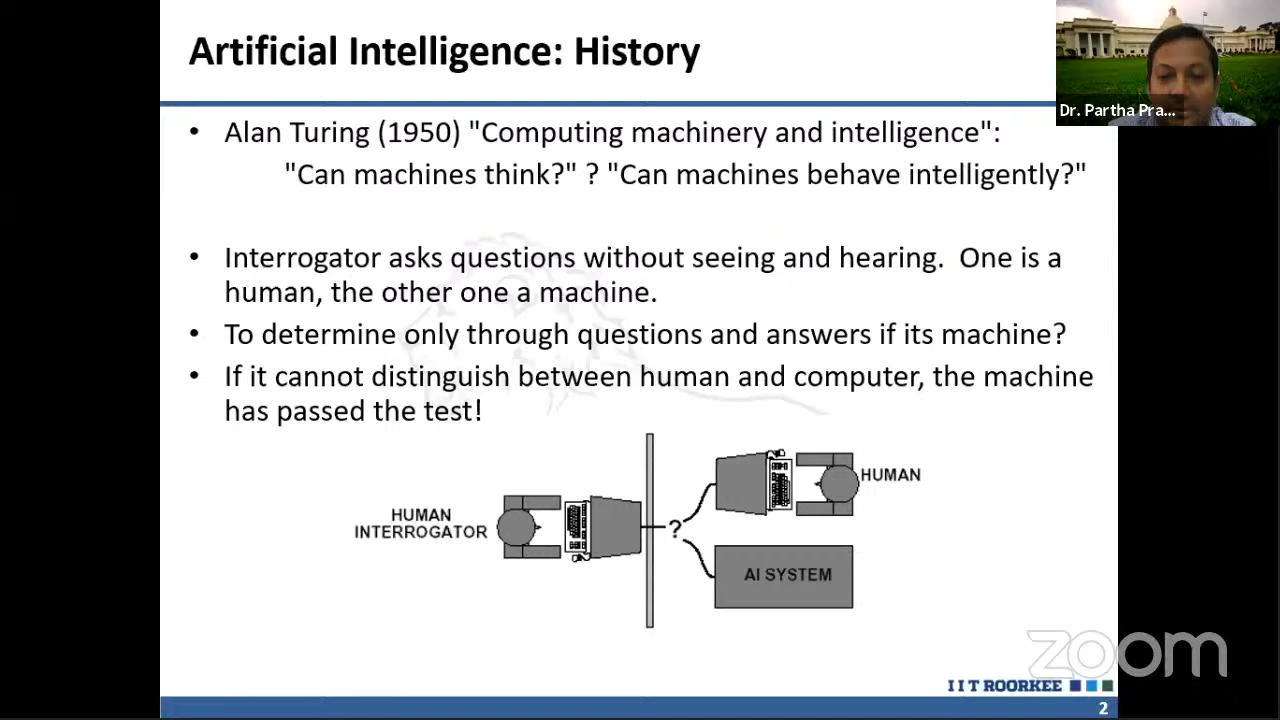 Artificial Intelligence: History
Dr. Partha Pra...
• Alan Turing (1950) "Computing machinery and intelligence":
"Can machines think?" ? "Can machines behave intelligently?"
• Interrogator asks questions without seeing and hearing. One is a
human, the other one a machine.
• To determine only through questions and answers if its machine?
• If it cannot distinguish between human and computer, the machine
has passed the test!
HUMAN
INTERROGATOR
?
HUMAN
AI SYSTEM
zoom
I I T ROORKEE
2